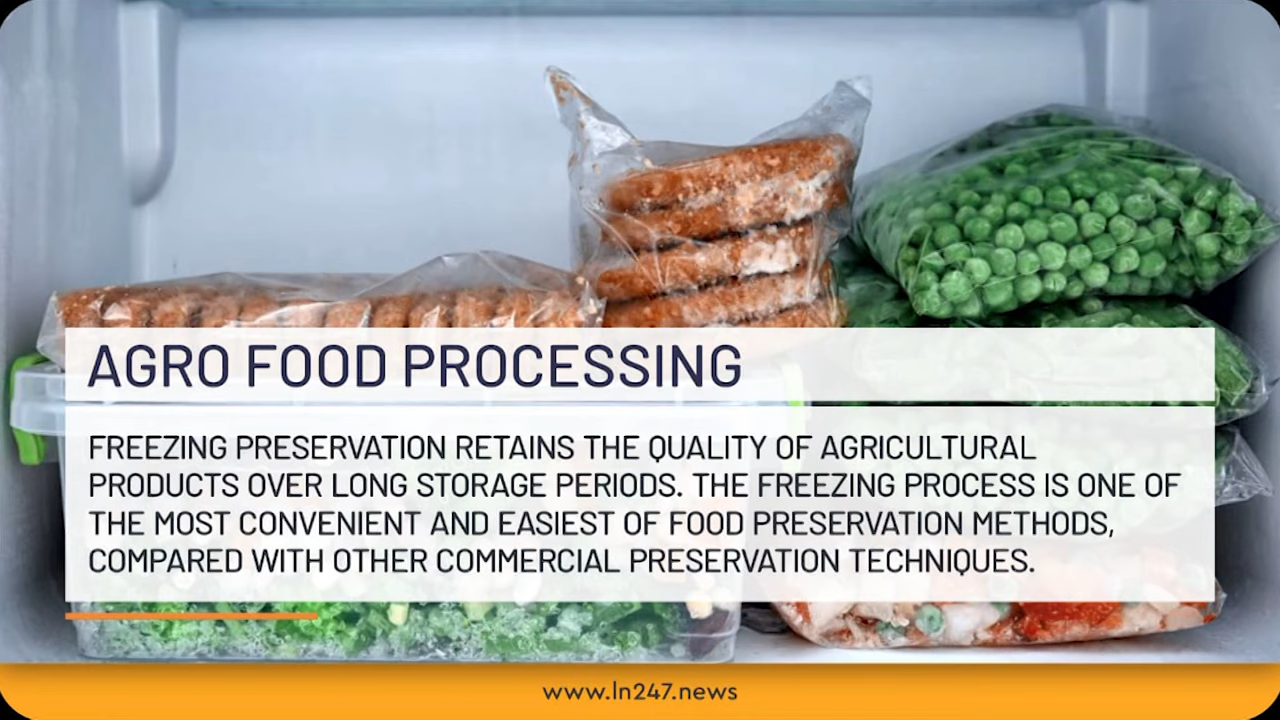 AGRO FOOD PROCESSING
FREEZING PRESERVATION RETAINS THE QUALITY OF AGRICULTURAL
PRODUCTS OVER LONG STORAGE PERIODS. THE FREEZING PROCESS IS ONE OF
THE MOST CONVENIENT AND EASIEST OF FOOD PRESERVATION METHODS,
COMPARED WITH OTHER COMMERCIAL PRESERVATION TECHNIQUES.
www.ln247.news